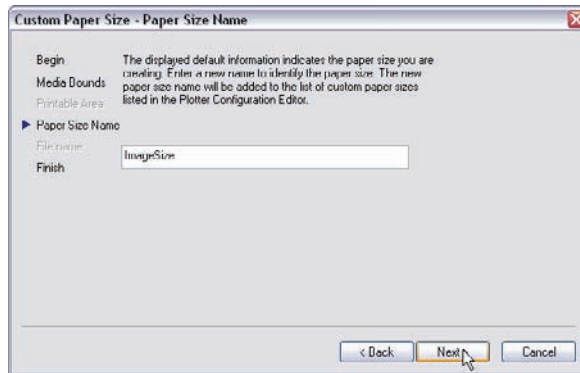 Custom Paper Size - Paper Size Name
Begin
Media Bounds
Printable Area
Paper Size Name
File name
Finish
The displayed default information indicates the paper size you are
creating. Enter a new name to identify the paper size. The new
paper size name will be added to the list of custom paper sizes
listed in the Plotter Configuration Editor.
ImageSize
< Back
Next
Cancel